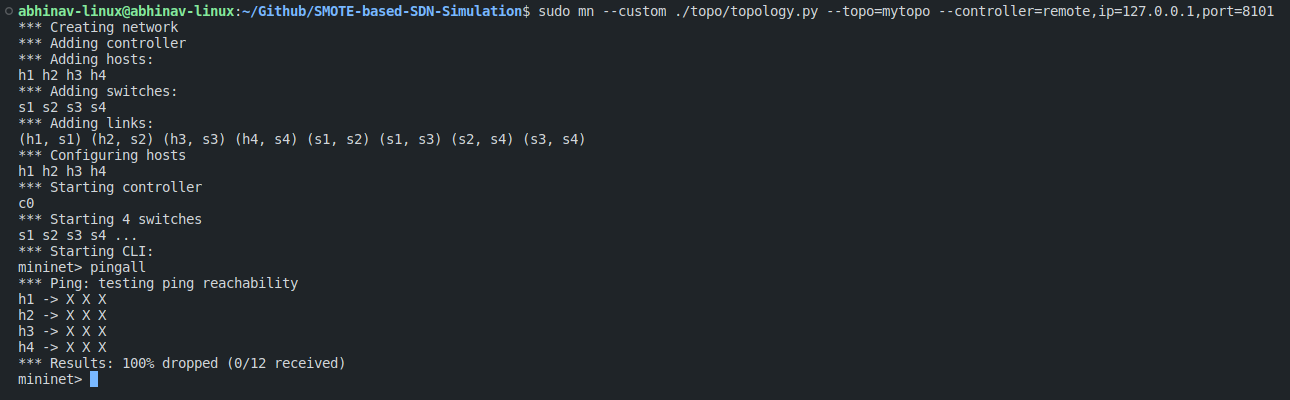 abhinav-linux@abhinav-linux:~/Github/SMOTE-based-SDN-Simulation$ sudo mn --custom ./topo/topology.py --topo=mytopo --controller=remote,ip=127.0.0.1,port=8101
*** Creating network
*** Adding controller
*** Adding hosts:
h1 h2 h3 h4
*** Adding switches:
s1 s2 s3 s4
*** Adding links:
(h1, s1) (h2, s2) (h3, s3) (h4, s4) (s1, s2) (s1, s3) (s2, s4) (s3, s4)
*** Configuring hosts
h1 h2 h3 h4
*** Starting controller
c0
*** Starting 4 switches
s1 s2 s3 s4 ...
*** Starting CLI:
mininet> pingall
*** Ping: testing ping reachability
h1 -> X X X
h2 -> X X X
h3 -> X X X
h4 -> X X X
*** Results: 100% dropped (0/12 received)
mininet>